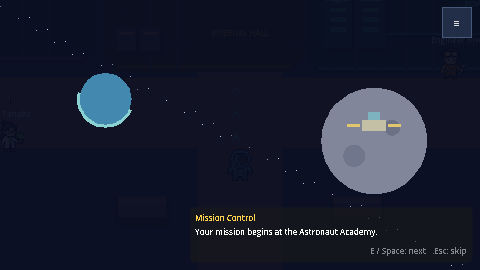 ≡
Mission Control
Your mission begins at the Astronaut Academy.
E / Space: next   Esc: skip